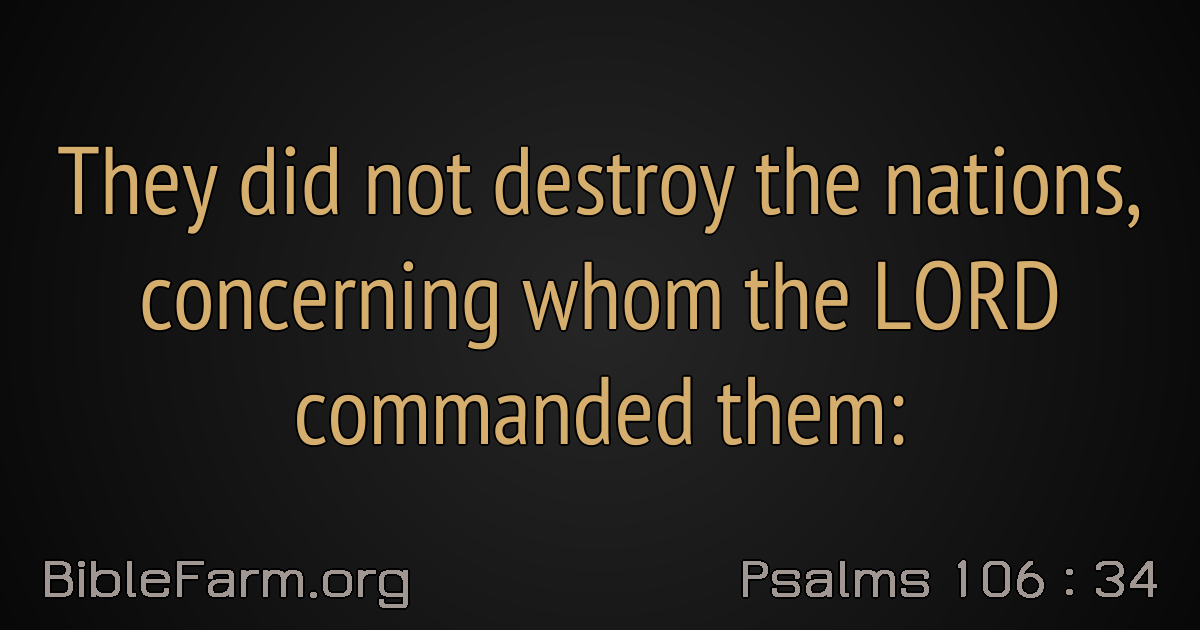 They did not destroy the nations,
concerning whom the LORD
commanded them:
BibleFarm.org
Psalms 106 : 34